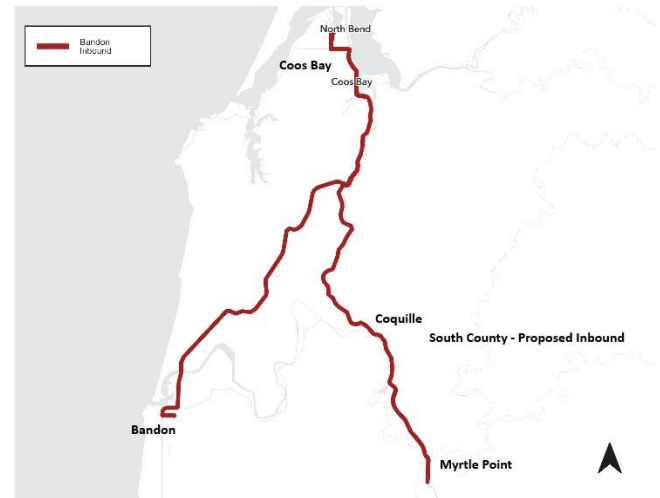 Bandon
Inbound
North Bend
Coos Bay
Coos Bay
Coquille
South County - Proposed Inbound
Bandon
Myrtle Point